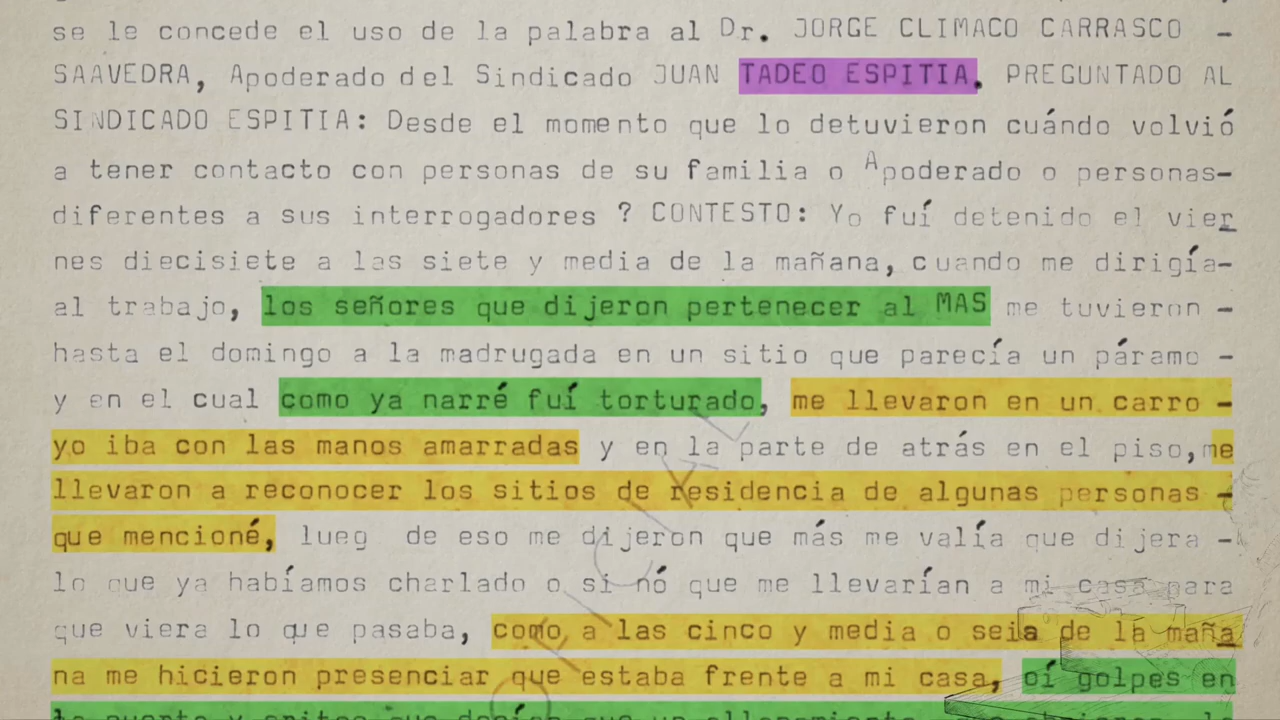 se le concede el uso de la palabra al Dr. JORGE CLIMACO CARRASCO -
SAAVEDRA, Apoderado del Sindicado JUAN TADEO ESPITIA. PREGUNTADO AL
SINDICADO ESPITIA: Desde el momento que lo detuvieron cuándo volvió
a tener contacto con personas de su familia o Apoderado o personas-
diferentes a sus interrogadores ? CONTESTO: Yo fuí detenido el vier
nes diecisiete a las siete y media de la mañana, cuando me dirigía-
al trabajo, los señores que dijeron pertenecer al MAS me tuvieron -
hasta el domingo a la madrugada en un sitio que parecía un páramo -
y en el cual como ya narré fuí torturado, me llevaron en un carro -
yo iba con las manos amarradas y en la parte de atrás en el piso, me
llevaron a reconocer los sitios de residencia de algunas personas -
que mencioné, lueg de eso me dijeron que más me valía que dijera -
lo que ya habíamos charlado o si nó que me llevarían a mi casa para
que viera lo que pasaba, como a las cinco y media o seis de la maña
na me hicieron presenciar que estaba frente a mi casa, oí golpes en
la puerta y gritos que decían que un allanamiento
OFICIAL